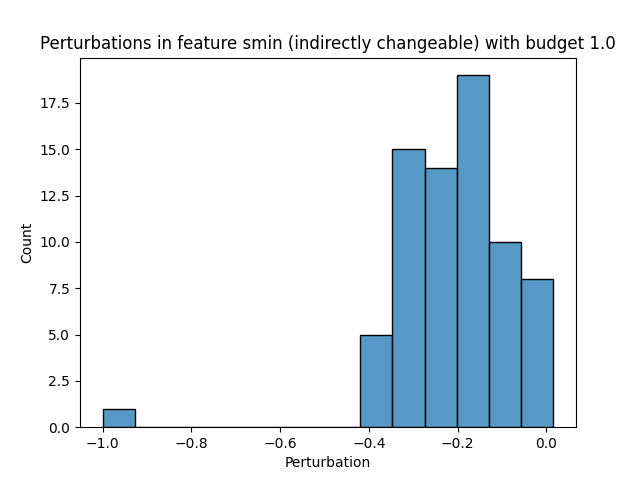 Perturbations in feature smin (indirectly changeable) with budget 1.0
17.5
15.0
12.5
10.0
7.5
5.0
2.5
0.0
Count
−1.0 −0.8 −0.6 −0.4 −0.2 0.0
Perturbation